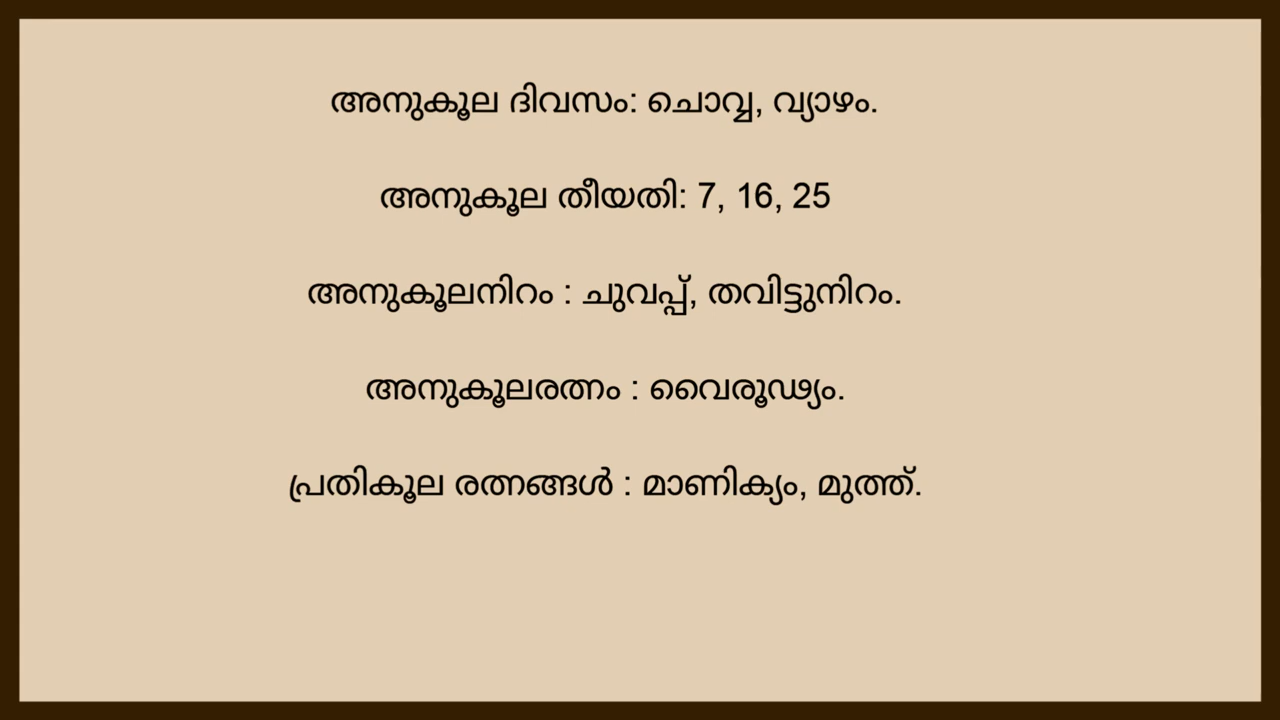 അനുകൂല ദിവസം: ചൊവ്വ, വ്യാഴം.
അനുകൂല തീയതി: 7, 16, 25
അനുകൂലനിറം : ചുവപ്പ്, തവിട്ടുനിറം.
അനുകൂലരത്നം : വൈരൂഢ്യം.
പ്രതികൂല രത്നങ്ങൾ : മാണിക്യം, മുത്ത്.